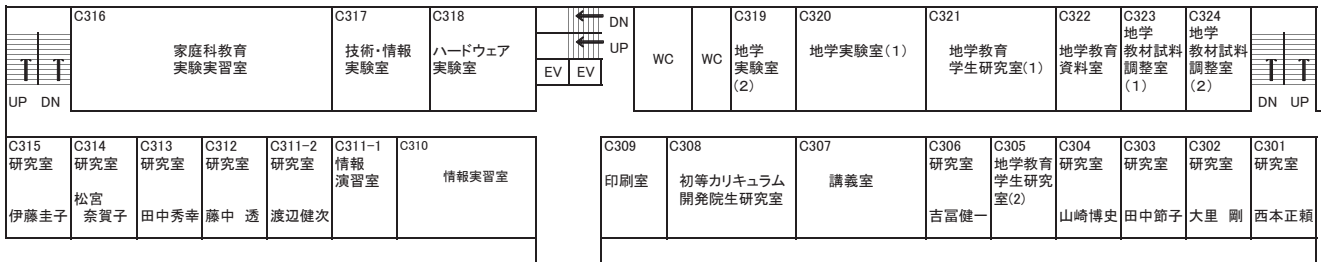 C316
家庭科教育
実験実習室
C317
技術・情報
実験室
C318
ハードウェア
実験室
DN
UP
EV
EV
WC
WC
C319
地学
実験室
(2)
C320
地学実験室(1)
C321
地学教育
学生研究室(1)
C322
地学教育
資料室
C323
地学
教材試料
調整室
(1)
C324
地学
教材試料
調整室
(2)
UP DN
DN UP
C315
研究室
伊藤圭子
C314
研究室
松宮
奈賀子
C313
研究室
田中秀幸
C312
研究室
藤中 透
C311-2
研究室
渡辺健次
C311-1
情報
演習室
C310
情報実習室
C309
印刷室
C308
初等カリキュラム
開発院生研究室
C307
講義室
C306
研究室
吉冨健一
C305
地学教育
学生研究
室(2)
C304
研究室
山崎博史
C303
研究室
田中節子
C302
研究室
大里 剛
C301
研究室
西本正頼